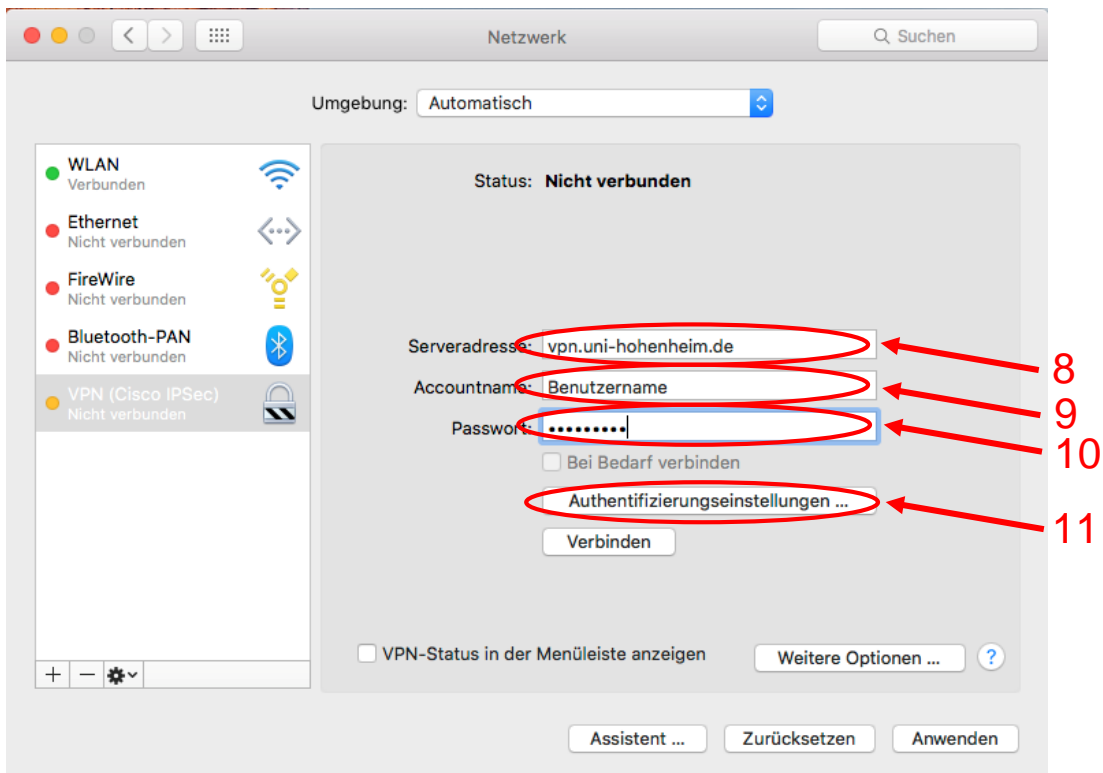 Netzwerk
Suchen
Umgebung: Automatisch
WLAN
Verbunden
Ethernet
Nicht verbunden
FireWire
Nicht verbunden
Bluetooth-PAN
Nicht verbunden
VPN (Cisco IPSec)
Nicht verbunden
Status: Nicht verbunden
Serveradresse: vpn.uni-hohenheim.de
8
Accountname: Benutzername
9
Passwort: •••••••••
10
Bei Bedarf verbinden
Authentifizierungseinstellungen ...
11
Verbinden
VPN-Status in der Menüleiste anzeigen
Weitere Optionen ... ?
Assistent ... Zurücksetzen Anwenden